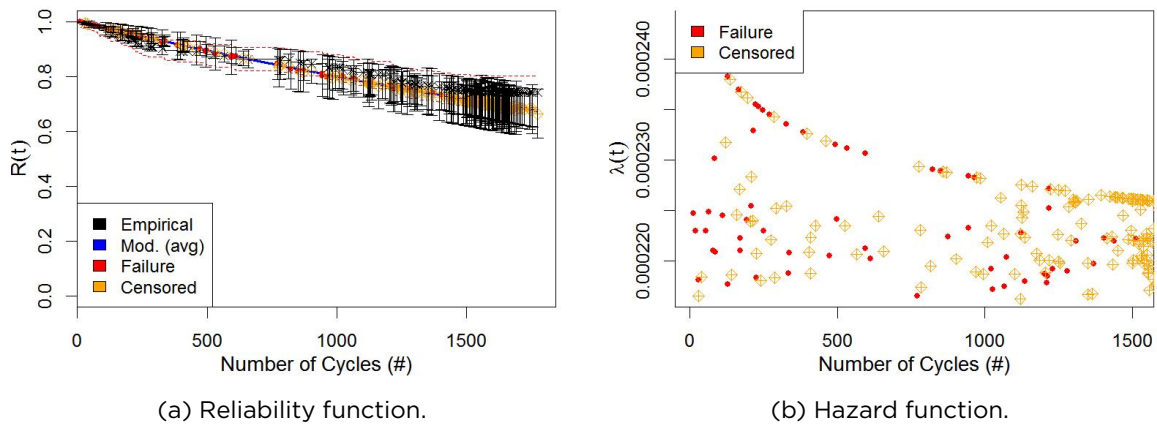 R(t)
1.0
0.8
0.6
0.4
0.2
0.0
Empirical
Mod. (avg)
Failure
Censored
0 500 1000 1500
Number of Cycles (#)
(a) Reliability function.
λ(t)
0.000240
0.000230
0.000220
Failure
Censored
0 500 1000 1500
Number of Cycles (#)
(b) Hazard function.